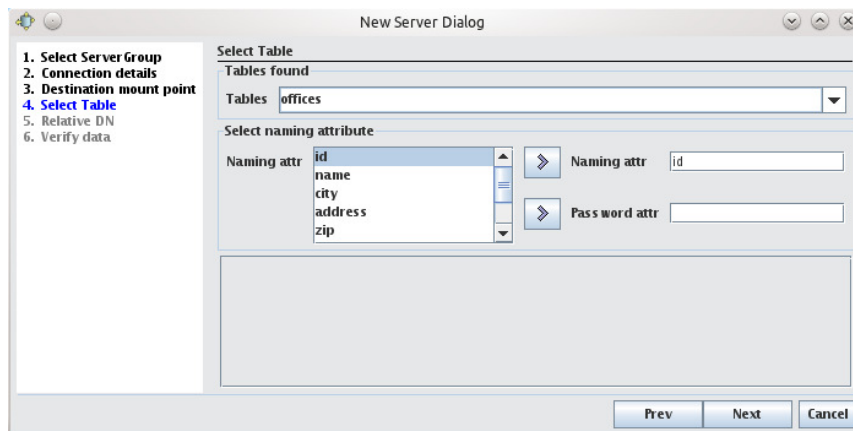 New Server Dialog
1. Select Server Group
2. Connection details
3. Destination mount point
4. Select Table
5. Relative DN
6. Verify data
Select Table
Tables found
Tables offices
Select naming attribute
Naming attr id
name
city
address
zip
Naming attr id
Password attr
Prev Next Cancel